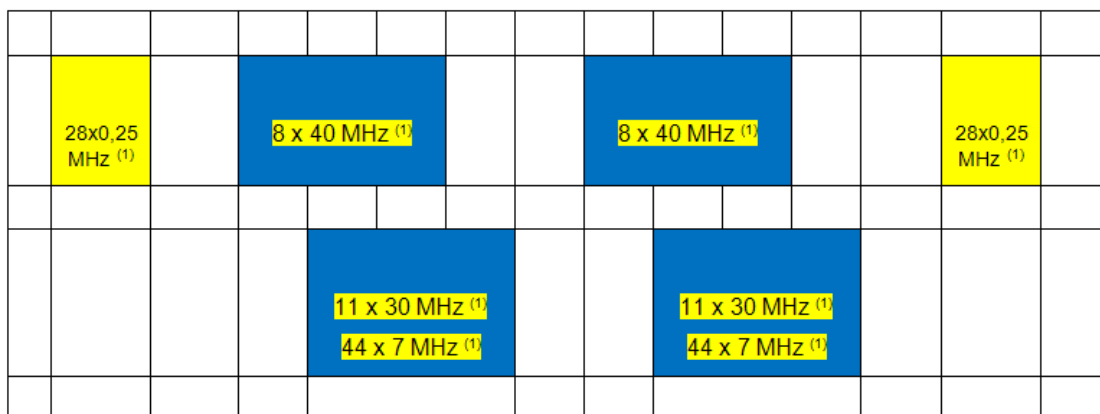 28x0,25
MHz (1)
8 x 40 MHz (1)
8 x 40 MHz (1)
28x0,25
MHz (1)
11 x 30 MHz (1)
44 x 7 MHz (1)
11 x 30 MHz (1)
44 x 7 MHz (1)